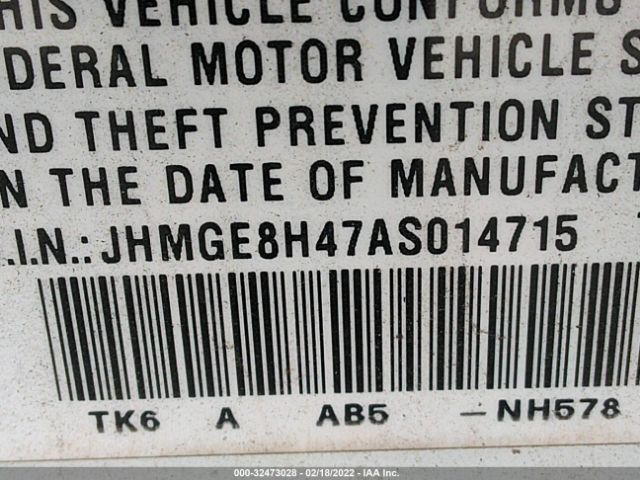 HIS VEHICLE CONFORMS
DERAL MOTOR VEHICLE S
ND THEFT PREVENTION ST
N THE DATE OF MANUFACT
.I.N.: JHMGE8H47AS014715
TK6 A AB5 -NH578
000-32473028 - 02/18/2022 - IAA Inc.